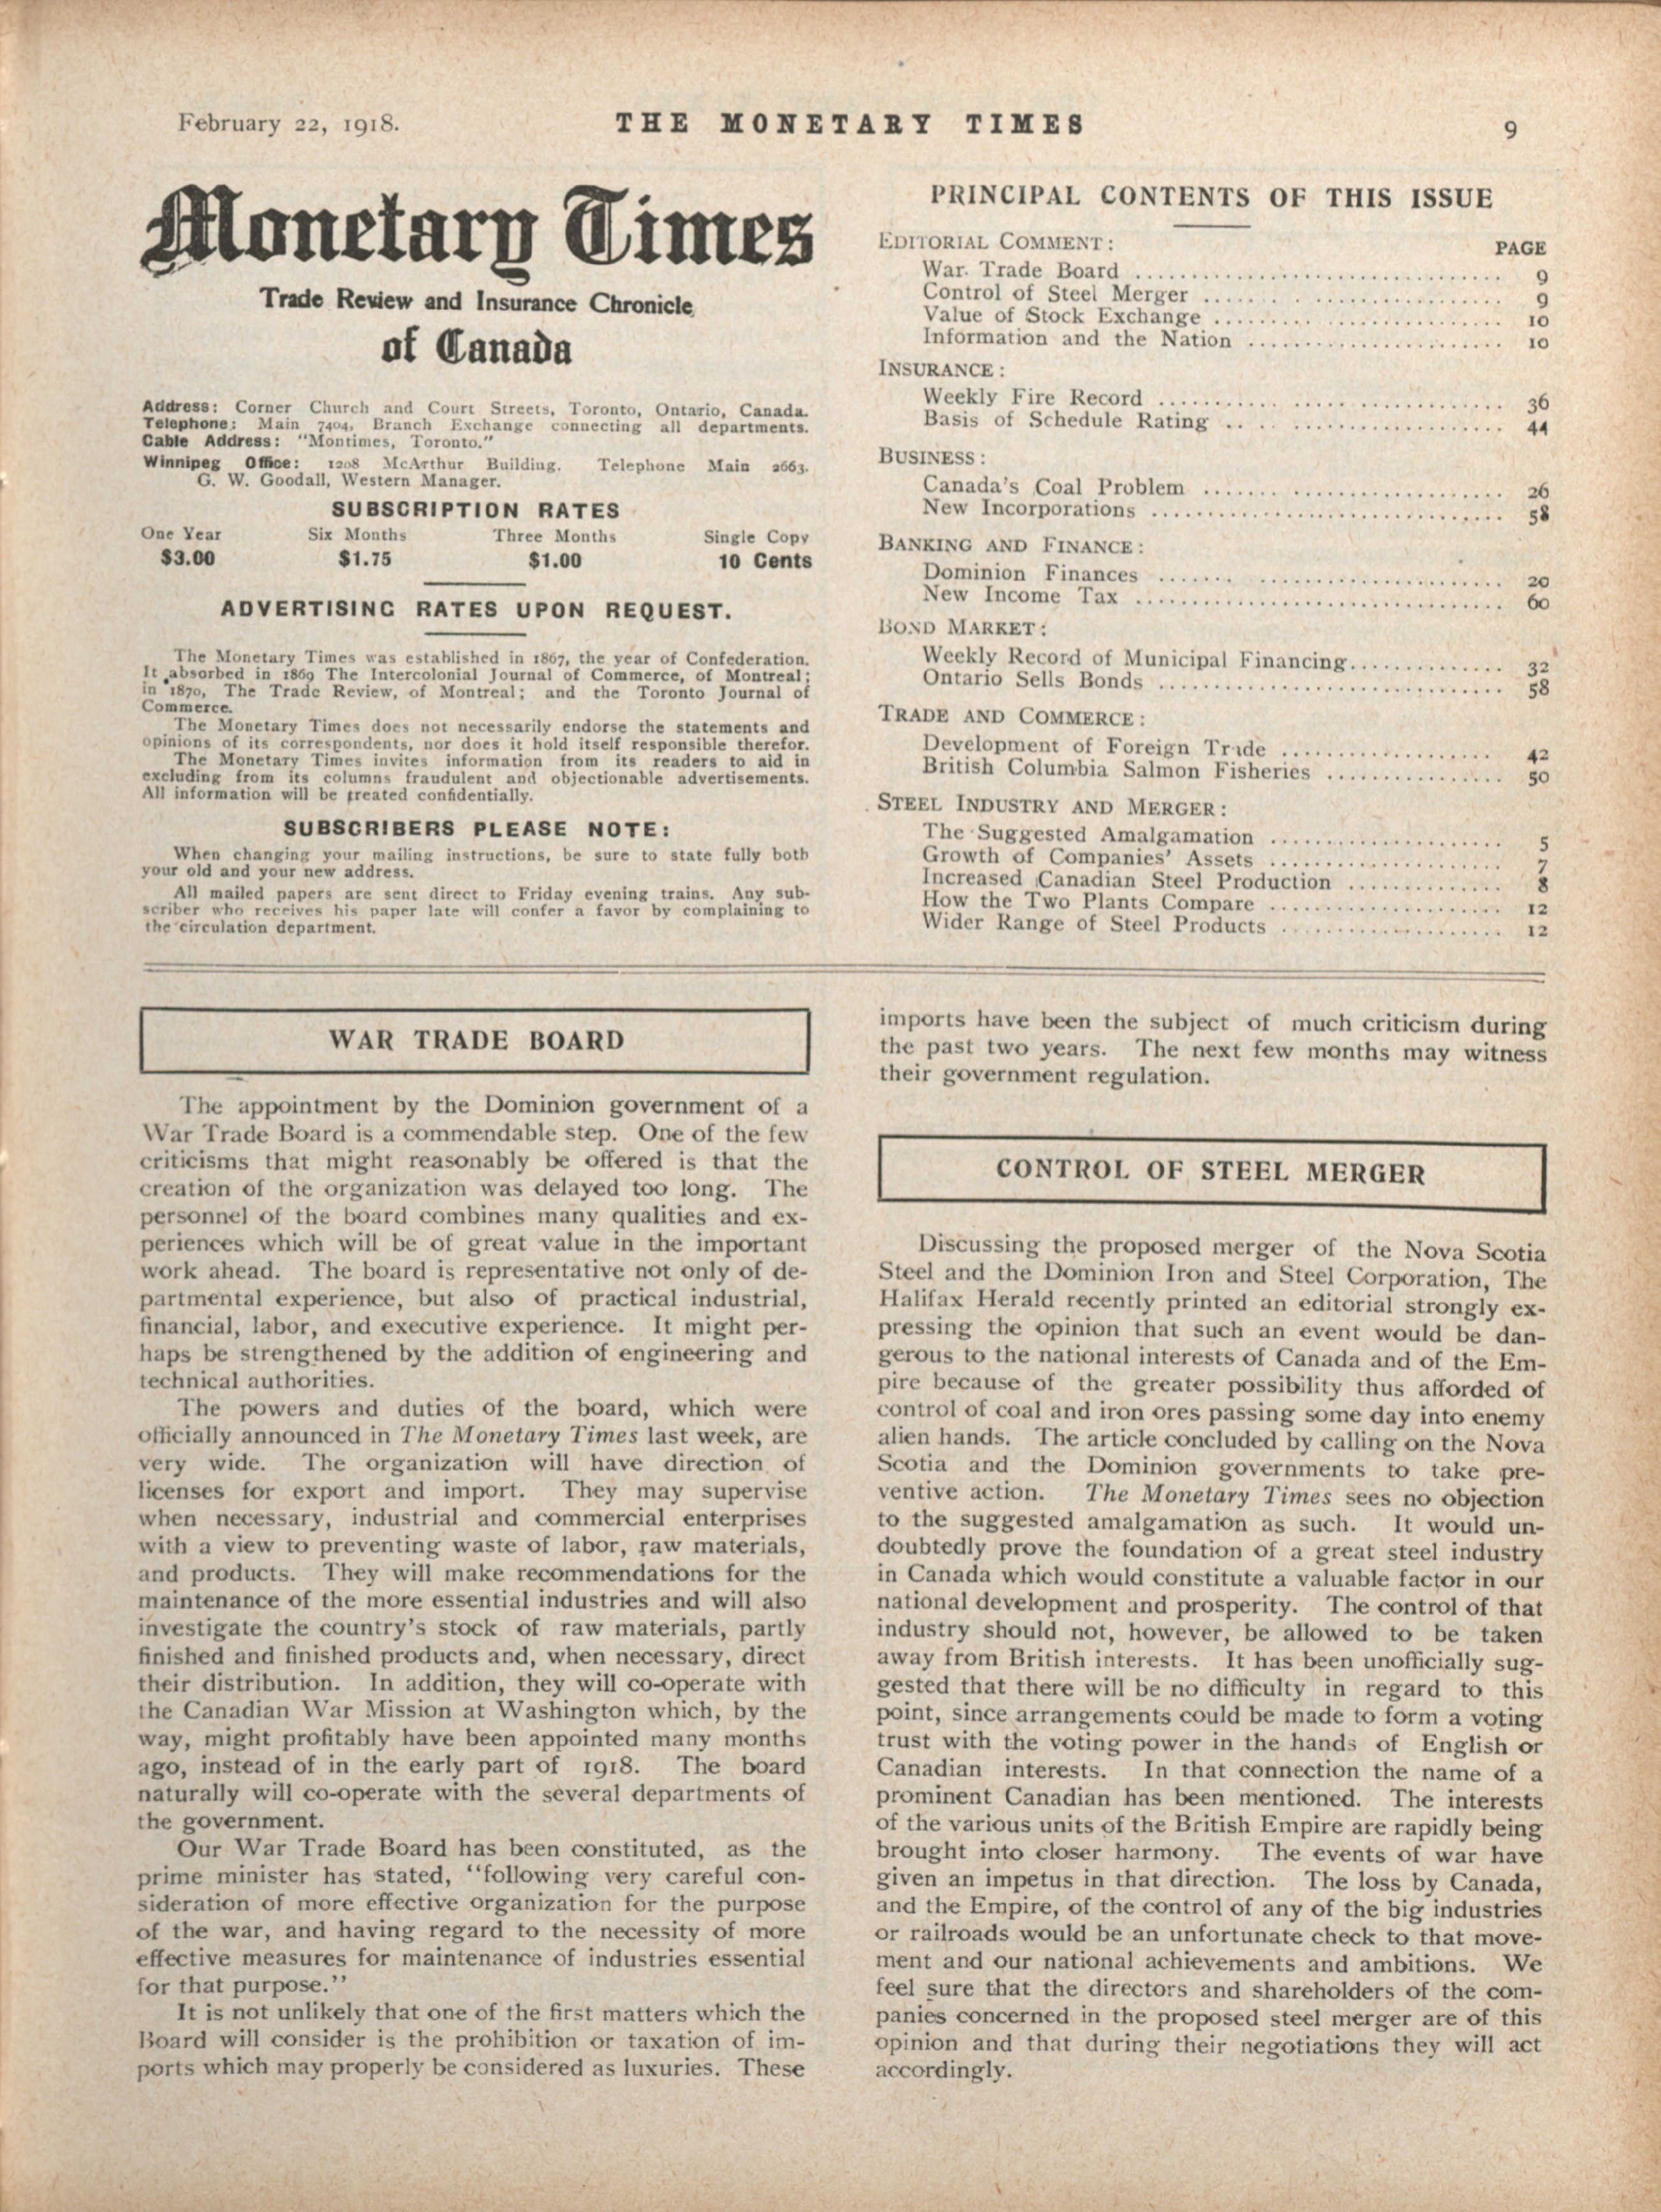 February 22, 1918.
THE MONETARY TIMES
9
Monetary Times
Trade Review and Insurance Chronicle
of Canada
Address: Corner Church and Court Streets, Toronto, Ontario, Canada.
Telephone: Main 7404, Branch Exchange connecting all departments.
Cable Address: "Montimes, Toronto."
Winnipeg Office: 1208 McArthur Building. Telephone Main 2663.
G. W. Goodall, Western Manager.
SUBSCRIPTION RATES
One Year Six Months Three Months Single Copy
$3.00 $1.75 $1.00 10 Cents
ADVERTISING RATES UPON REQUEST.
The Monetary Times was established in 1867, the year of Confederation.
It absorbed in 1869 The Intercolonial Journal of Commerce, of Montreal;
in 1870, The Trade Review, of Montreal; and the Toronto Journal of
Commerce.
The Monetary Times does not necessarily endorse the statements and
opinions of its correspondents, nor does it hold itself responsible therefor.
The Monetary Times invites information from its readers to aid in
excluding from its columns fraudulent and objectionable advertisements.
All information will be treated confidentially.
SUBSCRIBERS PLEASE NOTE:
When changing your mailing instructions, be sure to state fully both
your old and your new address.
All mailed papers are sent direct to Friday evening trains. Any sub-
scriber who receives his paper late will confer a favor by complaining to
the circulation department.
PRINCIPAL CONTENTS OF THIS ISSUE
EDITORIAL COMMENT: PAGE
War Trade Board ........ 9
Control of Steel Merger ........ 9
Value of Stock Exchange ........ 10
Information and the Nation ........ 10
INSURANCE:
Weekly Fire Record ........ 36
Basis of Schedule Rating ........ 44
BUSINESS:
Canada's Coal Problem ........ 26
New Incorporations ........ 58
BANKING AND FINANCE:
Dominion Finances ........ 20
New Income Tax ........ 60
BOND MARKET:
Weekly Record of Municipal Financing ........ 32
Ontario Sells Bonds ........ 58
TRADE AND COMMERCE:
Development of Foreign Trade ........ 42
British Columbia Salmon Fisheries ........ 50
STEEL INDUSTRY AND MERGER:
The Suggested Amalgamation ........ 5
Growth of Companies' Assets ........ 7
Increased Canadian Steel Production ........ 8
How the Two Plants Compare ........ 12
Wider Range of Steel Products ........ 12
WAR TRADE BOARD
The appointment by the Dominion government of a
War Trade Board is a commendable step. One of the few
criticisms that might reasonably be offered is that the
creation of the organization was delayed too long. The
personnel of the board combines many qualities and ex-
periences which will be of great value in the important
work ahead. The board is representative not only of de-
partmental experience, but also of practical industrial,
financial, labor, and executive experience. It might per-
haps be strengthened by the addition of engineering and
technical authorities.
The powers and duties of the board, which were
officially announced in The Monetary Times last week, are
very wide. The organization will have direction of
licenses for export and import. They may supervise
when necessary, industrial and commercial enterprises
with a view to preventing waste of labor, raw materials,
and products. They will make recommendations for the
maintenance of the more essential industries and will also
investigate the country's stock of raw materials, partly
finished and finished products and, when necessary, direct
their distribution. In addition, they will co-operate with
the Canadian War Mission at Washington which, by the
way, might profitably have been appointed many months
ago, instead of in the early part of 1918. The board
naturally will co-operate with the several departments of
the government.
Our War Trade Board has been constituted, as the
prime minister has stated, "following very careful con-
sideration of more effective organization for the purpose
of the war, and having regard to the necessity of more
effective measures for maintenance of industries essential
for that purpose."
It is not unlikely that one of the first matters which the
Board will consider is the prohibition or taxation of im-
ports which may properly be considered as luxuries. These
imports have been the subject of much criticism during
the past two years. The next few months may witness
their government regulation.
CONTROL OF STEEL MERGER
Discussing the proposed merger of the Nova Scotia
Steel and the Dominion Iron and Steel Corporation, The
Halifax Herald recently printed an editorial strongly ex-
pressing the opinion that such an event would be dan-
gerous to the national interests of Canada and of the Em-
pire because of the greater possibility thus afforded of
control of coal and iron ores passing some day into enemy
alien hands. The article concluded by calling on the Nova
Scotia and the Dominion governments to take pre-
ventive action. The Monetary Times sees no objection
to the suggested amalgamation as such. It would un-
doubtedly prove the foundation of a great steel industry
in Canada which would constitute a valuable factor in our
national development and prosperity. The control of that
industry should not, however, be allowed to be taken
away from British interests. It has been unofficially sug-
gested that there will be no difficulty in regard to this
point, since arrangements could be made to form a voting
trust with the voting power in the hands of English or
Canadian interests. In that connection the name of a
prominent Canadian has been mentioned. The interests
of the various units of the British Empire are rapidly being
brought into closer harmony. The events of war have
given an impetus in that direction. The loss by Canada,
and the Empire, of the control of any of the big industries
or railroads would be an unfortunate check to that move-
ment and our national achievements and ambitions. We
feel sure that the directors and shareholders of the com-
panies concerned in the proposed steel merger are of this
opinion and that during their negotiations they will act
accordingly.